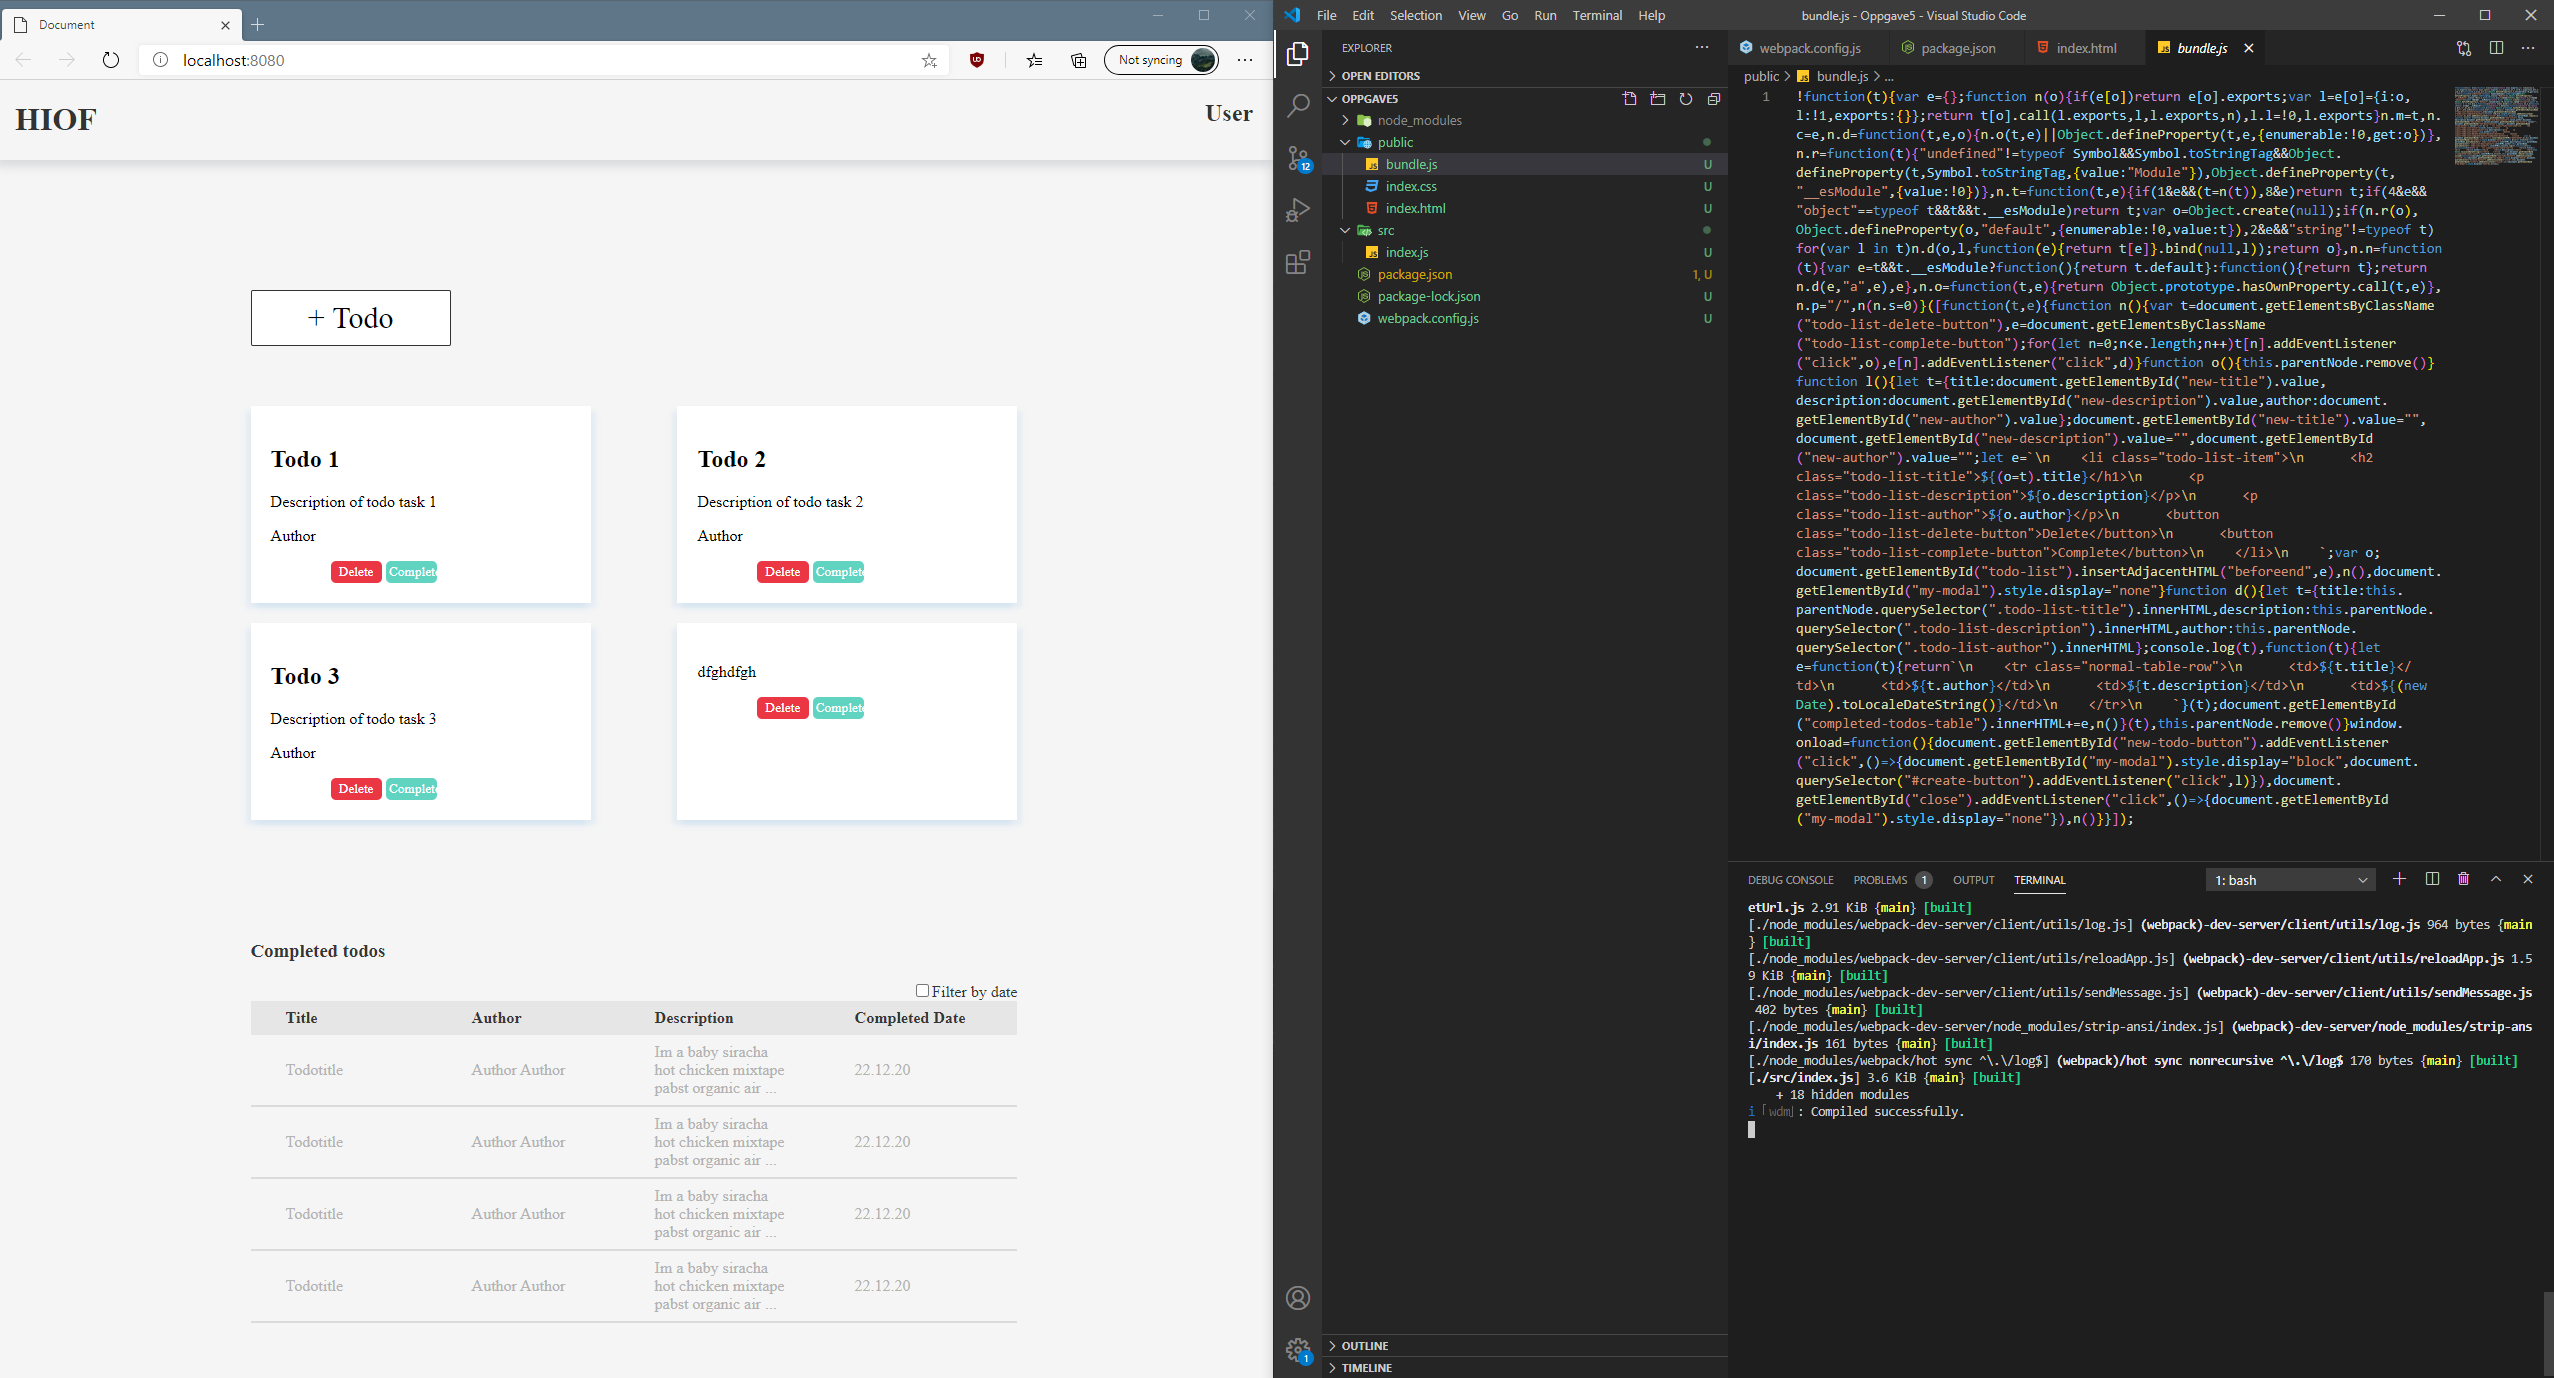 Document
localhost:8080
Not syncing
HIOF
User
+ Todo
Todo 1
Description of todo task 1
Author
Delete Complete
Todo 2
Description of todo task 2
Author
Delete Complete
Todo 3
Description of todo task 3
Author
Delete Complete
dfghdfgh
Delete Complete
Completed todos
Filter by date
Title Author Description Completed Date
Todotitle Author Author Im a baby siracha hot chicken mixtape pabst organic air ... 22.12.20
Todotitle Author Author Im a baby siracha hot chicken mixtape pabst organic air ... 22.12.20
Todotitle Author Author Im a baby siracha hot chicken mixtape pabst organic air ... 22.12.20
Todotitle Author Author Im a baby siracha hot chicken mixtape pabst organic air ... 22.12.20
File Edit Selection View Go Run Terminal Help
bundle.js - Oppgave5 - Visual Studio Code
12
1
EXPLORER
OPEN EDITORS
OPPGAVE5
node_modules
public
bundle.js U
index.css U
index.html U
src
index.js U
package.json 1, U
package-lock.json U
webpack.config.js U
OUTLINE
TIMELINE
webpack.config.js package.json index.html bundle.js
public > bundle.js > ...
1
!function(t){var e={};function n(o){if(e[o])return e[o].exports;var l=e[o]={i:o,
l:!1,exports:{}};return t[o].call(l.exports,l,l.exports,n),l.l=!0,l.exports}n.m=t,n.
c=e,n.d=function(t,e,o){n.o(t,e)||Object.defineProperty(t,e,{enumerable:!0,get:o})},
n.r=function(t){"undefined"!=typeof Symbol&&Symbol.toStringTag&&Object.
defineProperty(t,Symbol.toStringTag,{value:"Module"}),Object.defineProperty(t,
"__esModule",{value:!0})},n.t=function(t,e){if(1&e&&(t=n(t)),8&e)return t;if(4&e&&
"object"==typeof t&&t&&t.__esModule)return t;var o=Object.create(null);if(n.r(o),
Object.defineProperty(o,"default",{enumerable:!0,value:t}),2&e&&"string"!=typeof t)
for(var l in t)n.d(o,l,function(e){return t[e]}.bind(null,l));return o},n.n=function
(t){var e=t&&t.__esModule?function(){return t.default}:function(){return t};return
n.d(e,"a",e),e},n.o=function(t,e){return Object.prototype.hasOwnProperty.call(t,e)},
n.p="/",n(n.s=0)}([function(t,e){function n(){var t=document.getElementsByClassName
("todo-list-delete-button"),e=document.getElementsByClassName
("todo-list-complete-button");for(let n=0;n<e.length;n++)t[n].addEventListener
("click",o),e[n].addEventListener("click",d)}function o(){this.parentNode.remove()}
function l(){let t={title:document.getElementById("new-title").value,
description:document.getElementById("new-description").value,author:document.
getElementById("new-author").value};document.getElementById("new-title").value="",
document.getElementById("new-description").value="",document.getElementById
("new-author").value="";let e=`\n    <li class="todo-list-item">\n      <h2
class="todo-list-title">${(o=t).title}</h1>\n      <p
class="todo-list-description">${o.description}</p>\n      <p
class="todo-list-author">${o.author}</p>\n      <button
class="todo-list-delete-button">Delete</button>\n      <button
class="todo-list-complete-button">Complete</button>\n    </li>\n    `;var o;
document.getElementById("todo-list").insertAdjacentHTML("beforeend",e),n(),document.
getElementById("my-modal").style.display="none"}function d(){let t={title:this.
parentNode.querySelector(".todo-list-title").innerHTML,description:this.parentNode.
querySelector(".todo-list-description").innerHTML,author:this.parentNode.
querySelector(".todo-list-author").innerHTML};console.log(t),function(t){let
e=function(t){return`\n    <tr class="normal-table-row">\n      <td>${t.title}</
td>\n      <td>${t.author}</td>\n      <td>${t.description}</td>\n      <td>${(new
Date).toLocaleDateString()}</td>\n    </tr>\n    `}(t);document.getElementById
("completed-todos-table").innerHTML+=e,n()}(t),this.parentNode.remove()}window.
onload=function(){document.getElementById("new-todo-button").addEventListener
("click",()=>{document.getElementById("my-modal").style.display="block",document.
querySelector("#create-button").addEventListener("click",l)}),document.
getElementById("close").addEventListener("click",()=>{document.getElementById
("my-modal").style.display="none"}),n()}}]);
DEBUG CONSOLE PROBLEMS 1 OUTPUT TERMINAL 1: bash
etUrl.js 2.91 KiB {main} [built]
[./node_modules/webpack-dev-server/client/utils/log.js] (webpack)-dev-server/client/utils/log.js 964 bytes {main
} [built]
[./node_modules/webpack-dev-server/client/utils/reloadApp.js] (webpack)-dev-server/client/utils/reloadApp.js 1.5
9 KiB {main} [built]
[./node_modules/webpack-dev-server/client/utils/sendMessage.js] (webpack)-dev-server/client/utils/sendMessage.js
402 bytes {main} [built]
[./node_modules/webpack-dev-server/node_modules/strip-ansi/index.js] (webpack)-dev-server/node_modules/strip-ans
i/index.js 161 bytes {main} [built]
[./node_modules/webpack/hot sync ^\.\/log$] (webpack)/hot sync nonrecursive ^\.\/log$ 170 bytes {main} [built]
[./src/index.js] 3.6 KiB {main} [built]
+ 18 hidden modules
i ｢wdm｣: Compiled successfully.